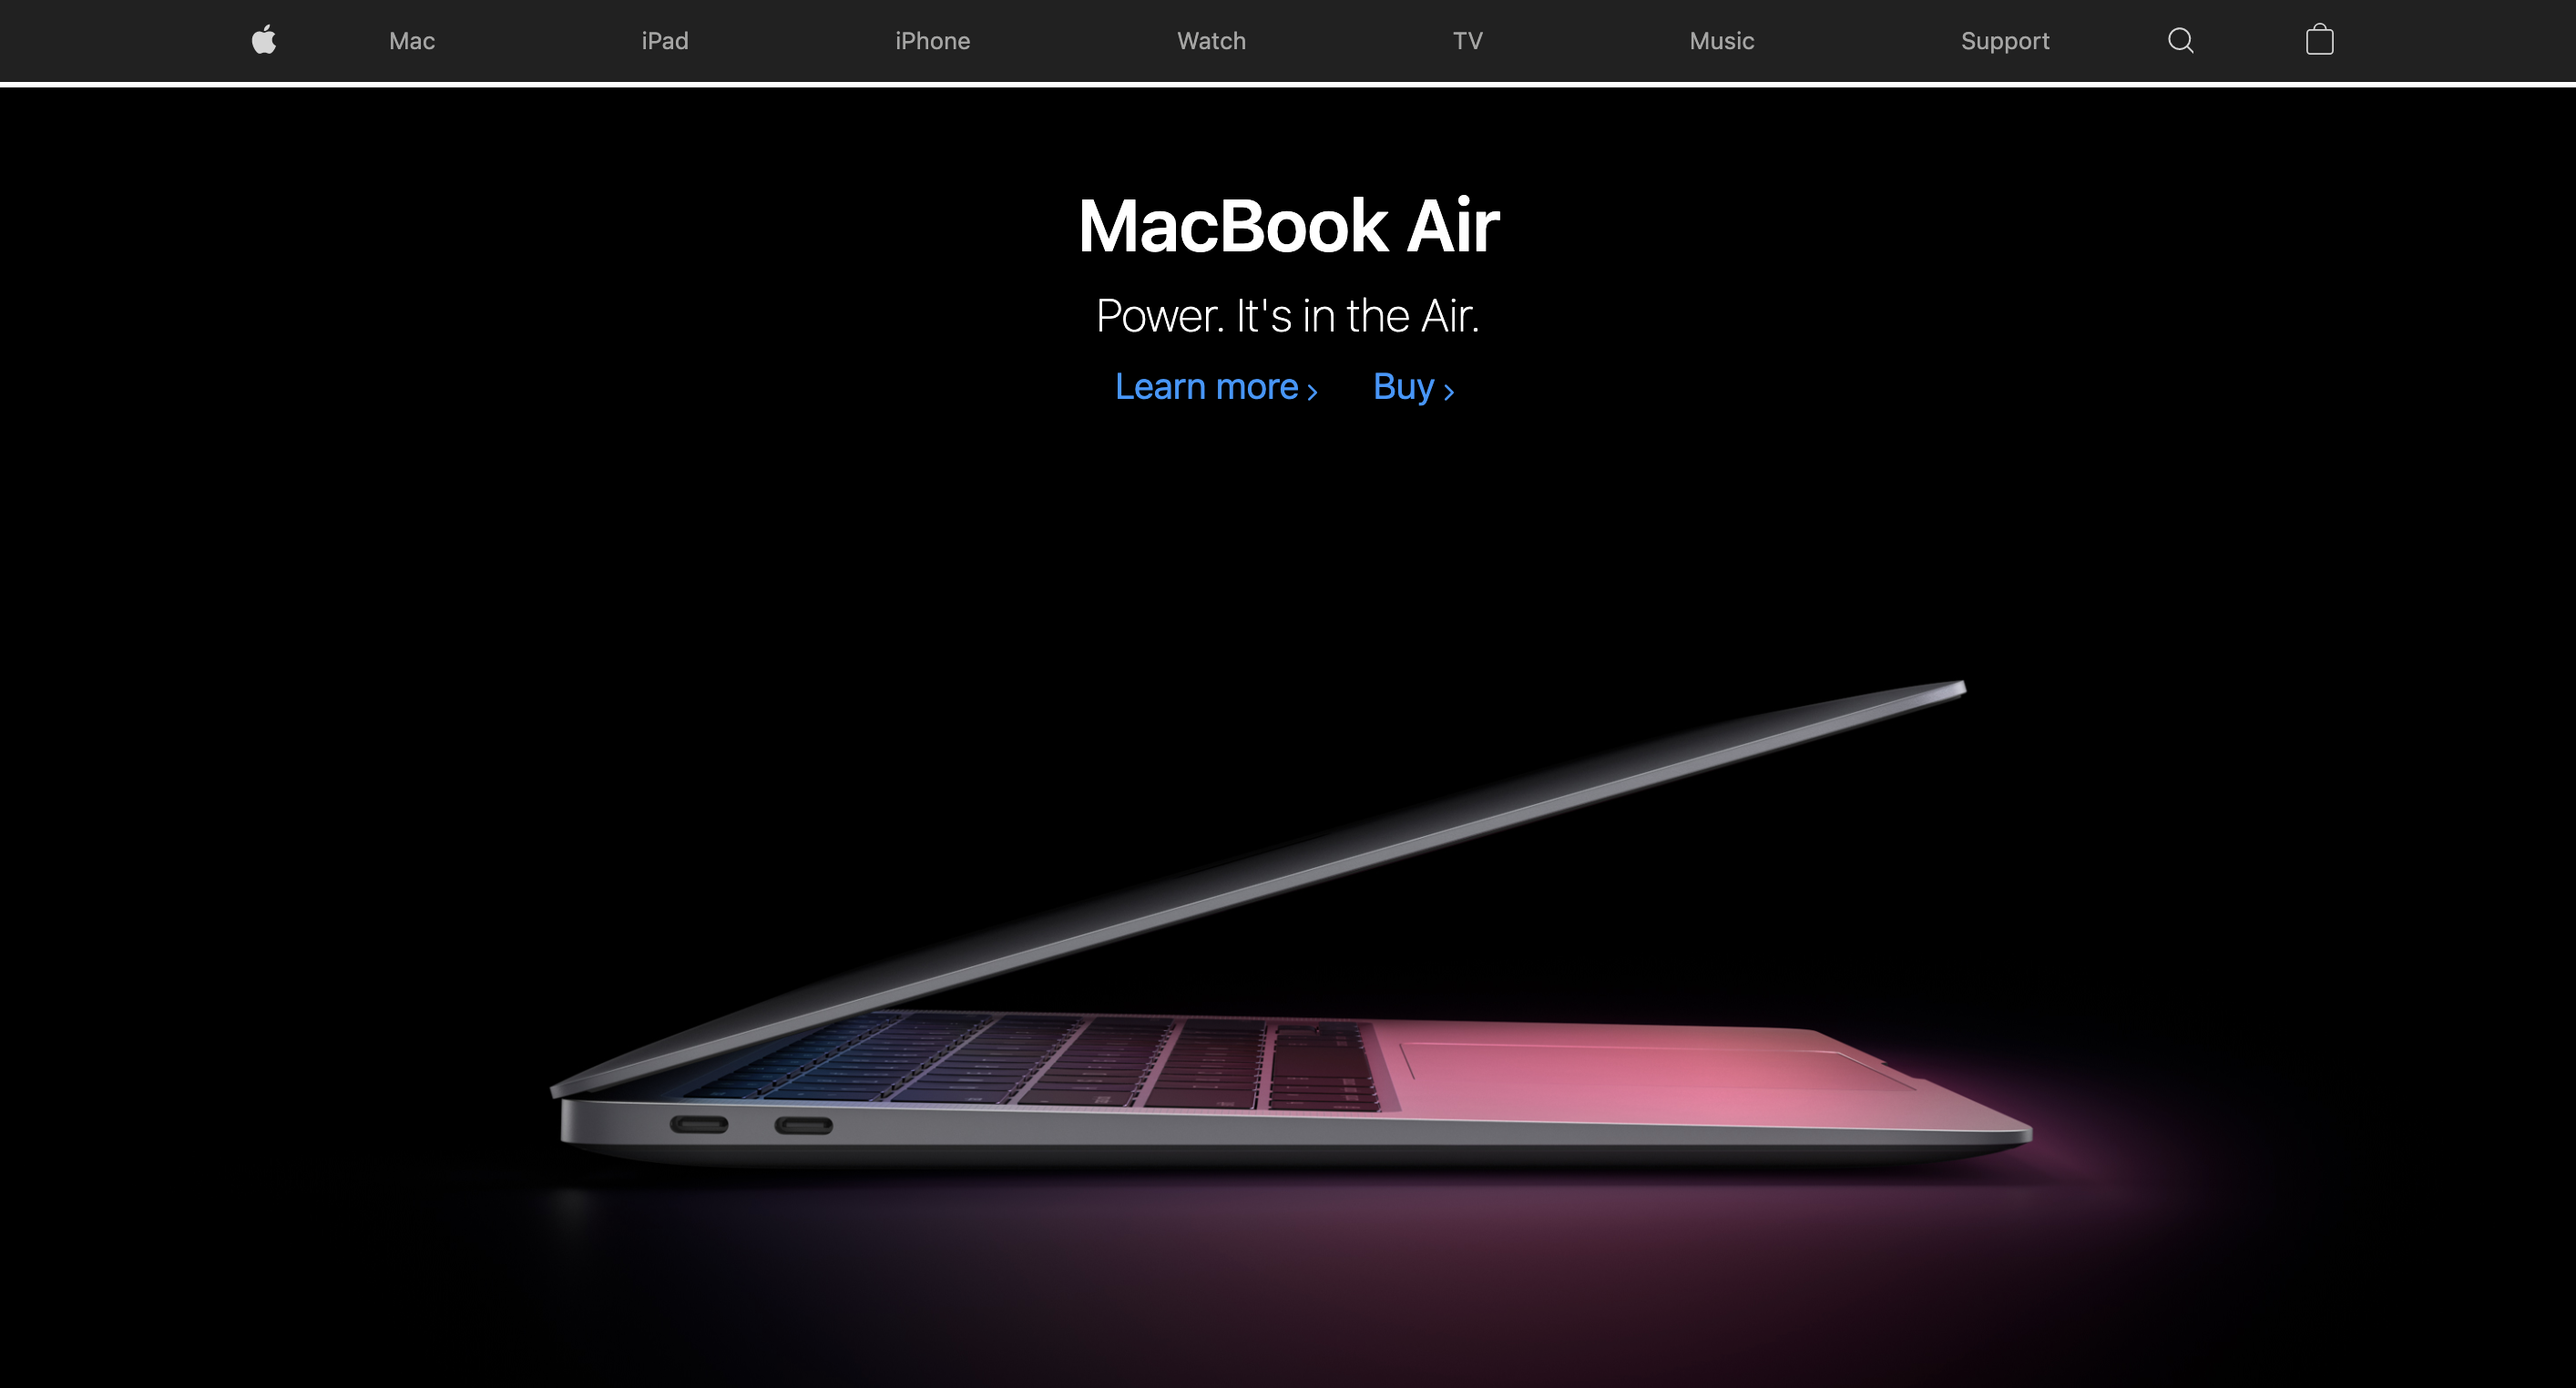 Mac iPad iPhone Watch TV Music Support
MacBook Air
Power. It's in the Air.
Learn more › Buy ›